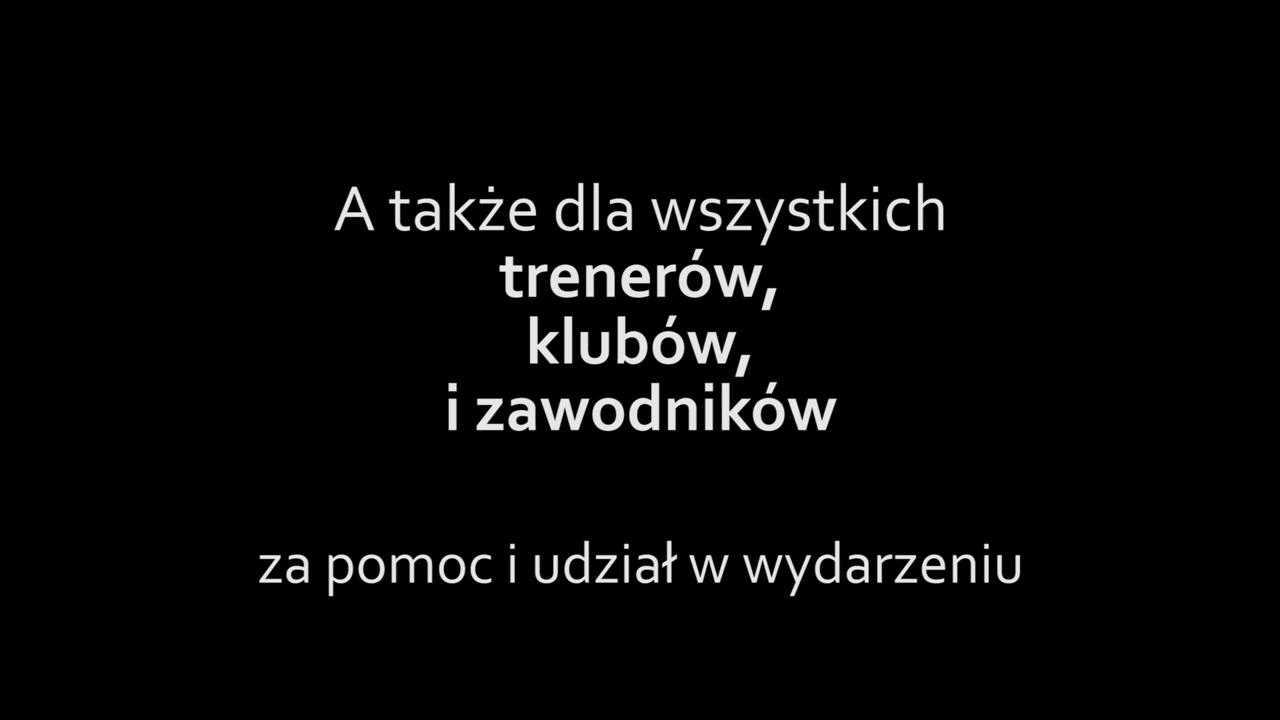 A także dla wszystkich
trenerów,
klubów,
i zawodników
za pomoc i udział w wydarzeniu